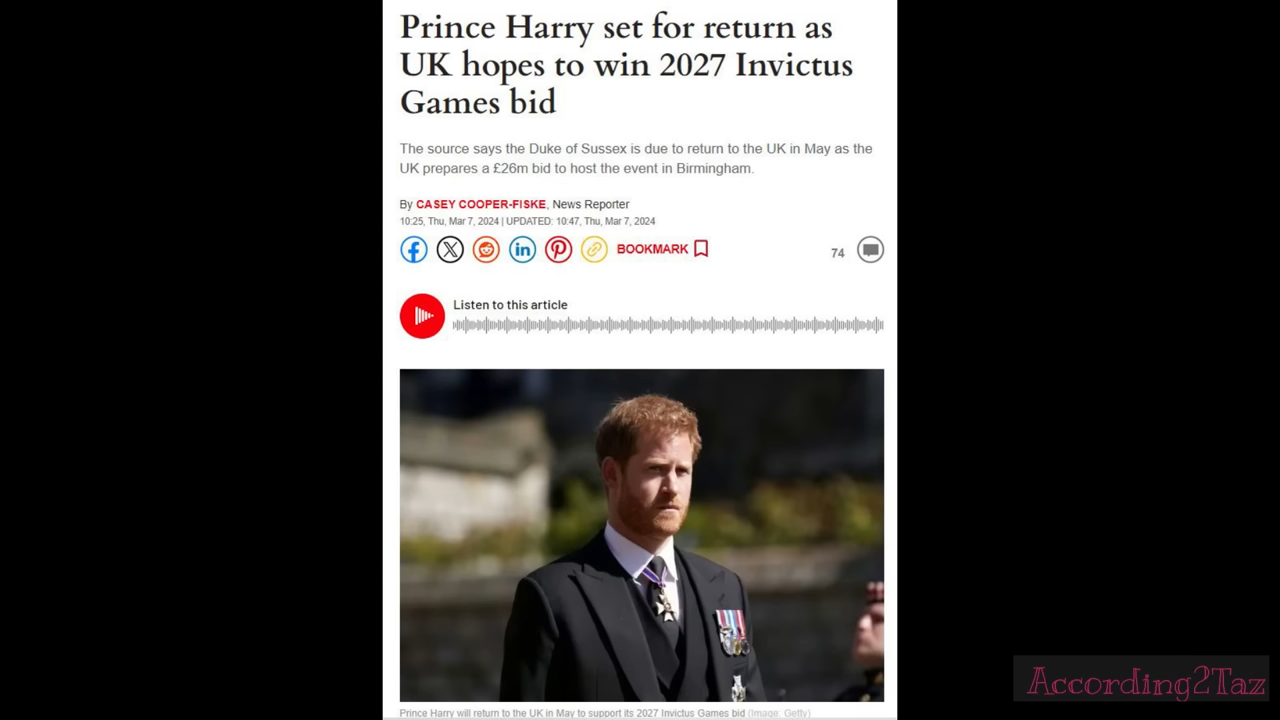 Prince Harry set for return as
UK hopes to win 2027 Invictus
Games bid
The source says the Duke of Sussex is due to return to the UK in May as the
UK prepares a £26m bid to host the event in Birmingham.
By CASEY COOPER-FISKE, News Reporter
10:25, Thu, Mar 7, 2024 | UPDATED: 10:47, Thu, Mar 7, 2024
BOOKMARK
74
Listen to this article
Prince Harry will return to the UK in May to support its 2027 Invictus Games bid (Image: Getty)
According2Taz